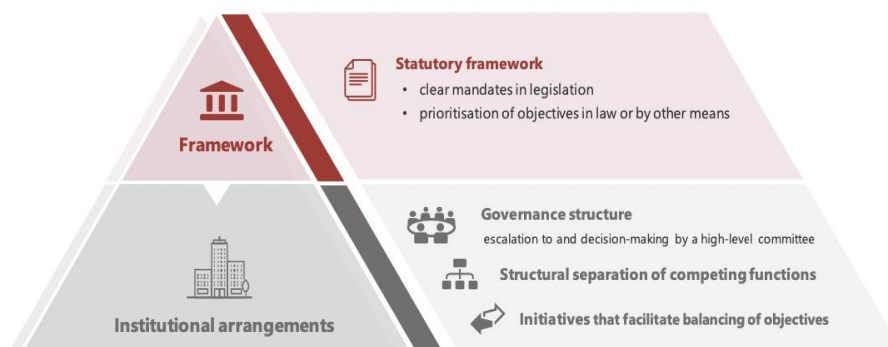 Framework
Statutory framework
• clear mandates in legislation
• prioritisation of objectives in law or by other means
Institutional arrangements
Governance structure
escalation to and decision-making by a high-level committee
Structural separation of competing functions
Initiatives that facilitate balancing of objectives